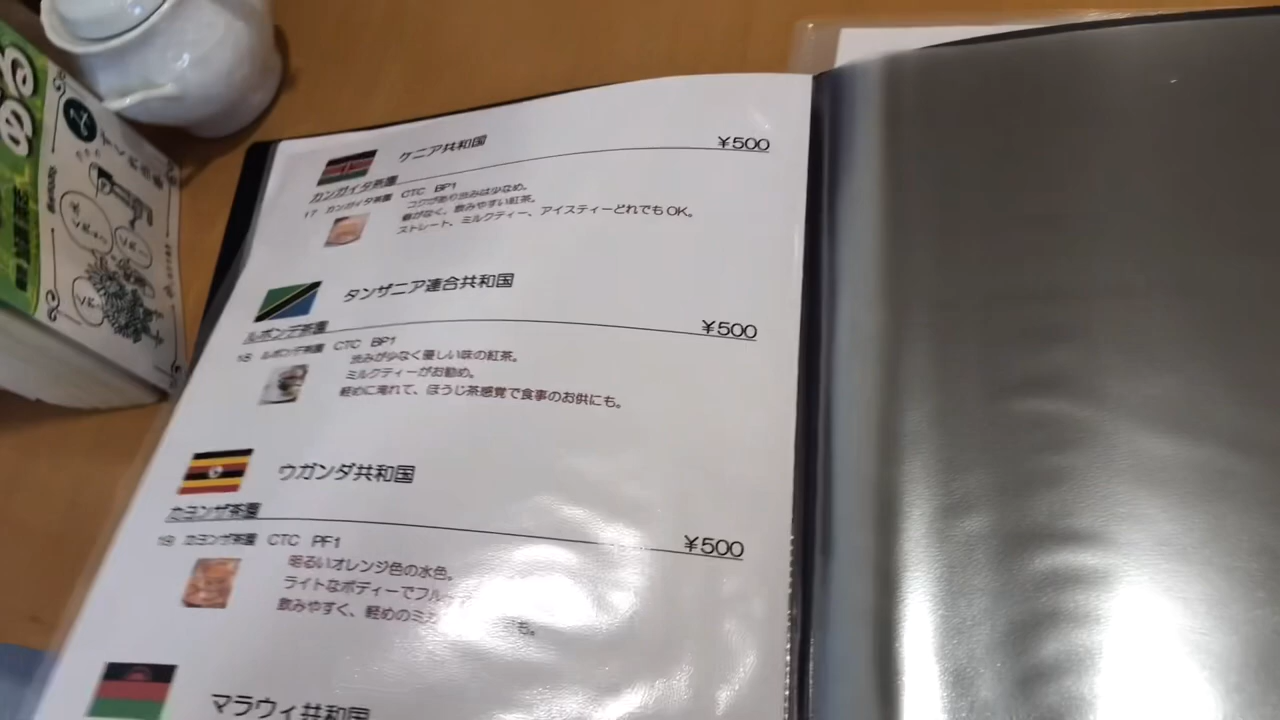 ケニア共和国
¥500
カンガイタ茶園
17 カンガイタ茶園 CTC BP1
コクがあり渋みは少なめ。
癖がなく、飲みやすい紅茶。
ストレート、ミルクティー、アイスティーどれでもOK。
タンザニア連合共和国
¥500
ルポンデ茶園
18 ルポンデ茶園 CTC BP1
渋みが少なく優しい味の紅茶。
ミルクティーがお勧め。
軽めに淹れて、ほうじ茶感覚で食事のお供にも。
ウガンダ共和国
¥500
カヨンザ茶園
19 カヨンザ茶園 CTC PF1
明るいオレンジ色の水色。
ライトなボディーでフル
飲みやすく、軽めのミ も。
マラウィ共和国